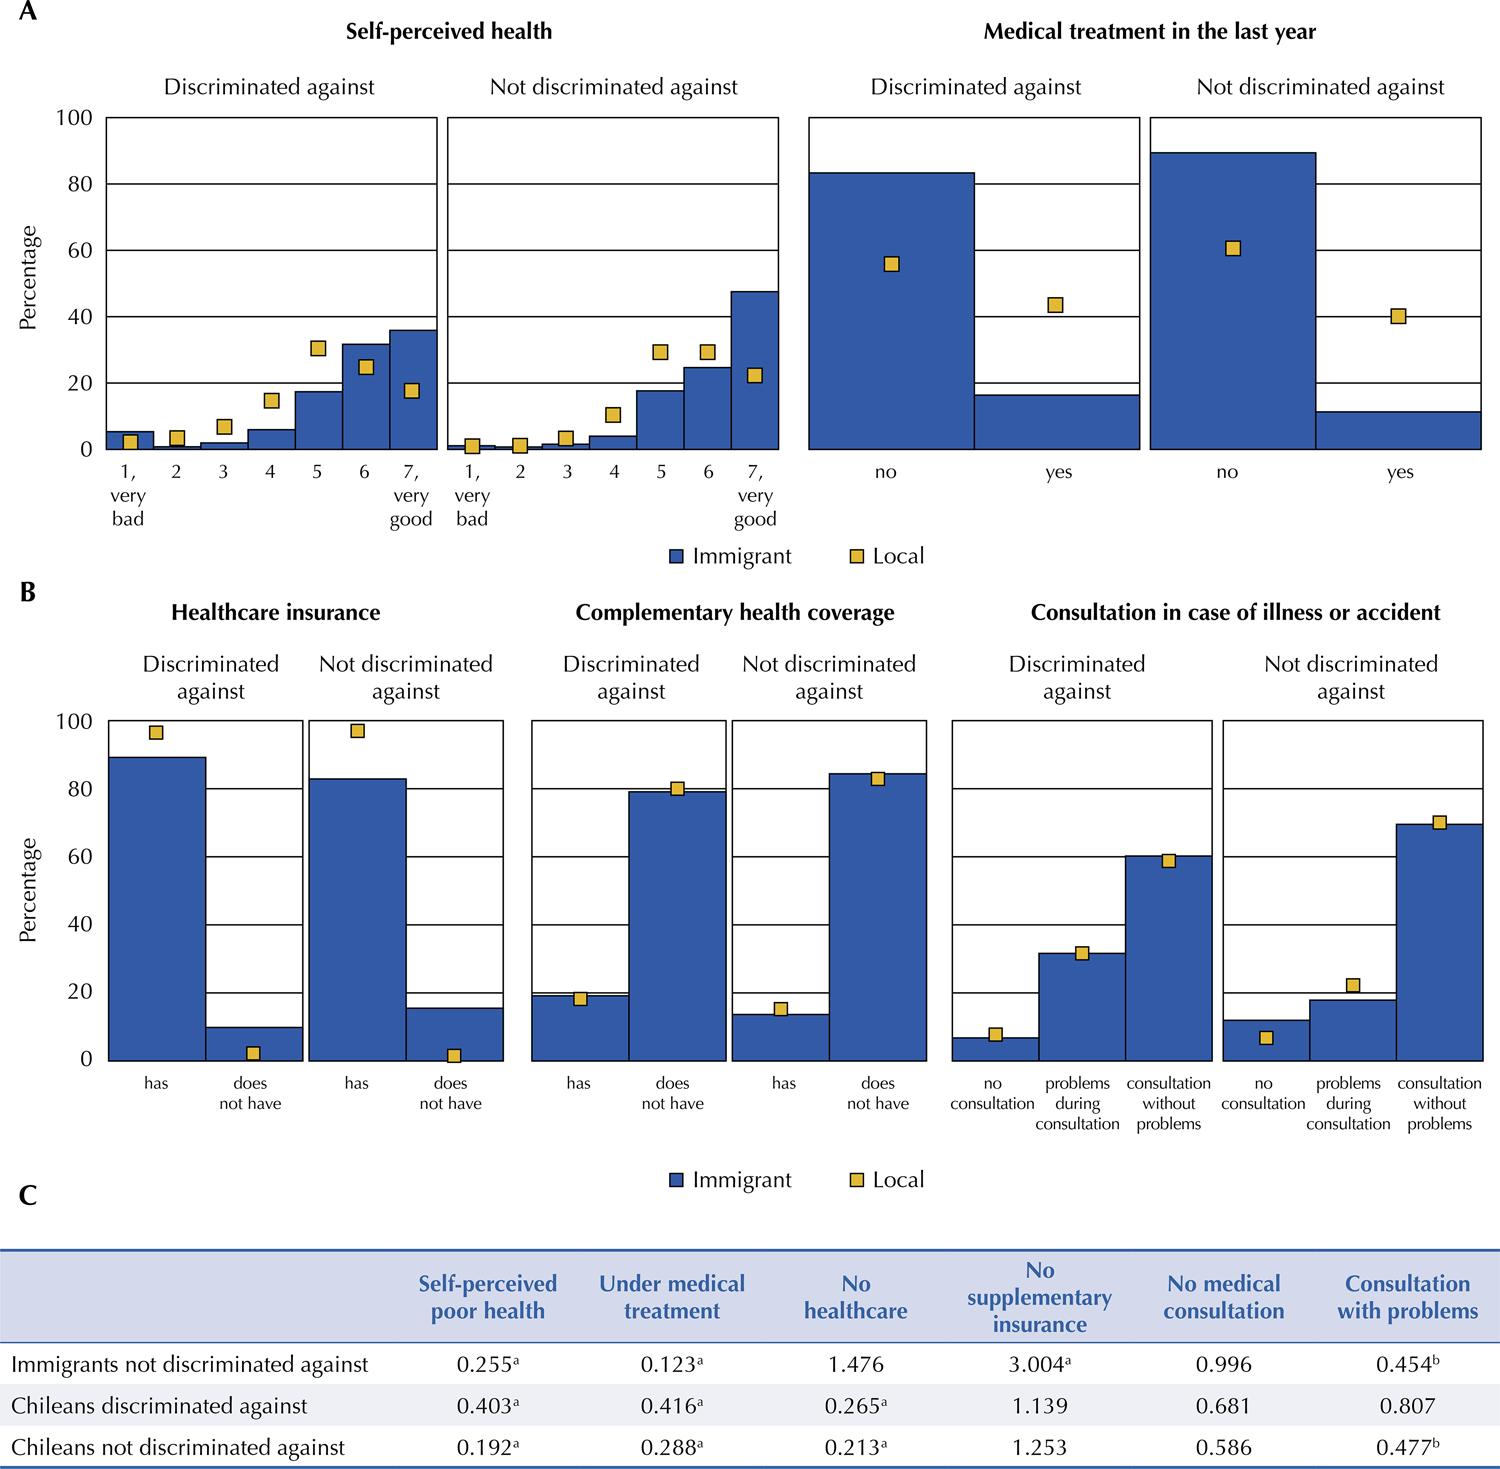 A
Self-perceived health
Medical treatment in the last year
Discriminated against
Not discriminated against
Discriminated against
Not discriminated against
Percentage
100
80
60
40
20
0
1, very bad
2
3
4
5
6
7, very good
1, very bad
2
3
4
5
6
7, very good
no
yes
no
yes
Immigrant
Local
B
Healthcare insurance
Complementary health coverage
Consultation in case of illness or accident
Discriminated
against
Not discriminated
against
Discriminated
against
Not discriminated
against
Discriminated
against
Not discriminated
against
Percentage
100
80
60
40
20
0
has
does
not have
has
does
not have
has
does
not have
has
does
not have
no
consultation
problems
during
consultation
consultation
without
problems
no
consultation
problems
during
consultation
consultation
without
problems
Immigrant
Local
C
Self-perceived
poor health
Under medical
treatment
No
healthcare
No
supplementary
insurance
No medical
consultation
Consultation
with problems
Immigrants not discriminated against 0.255ᵃ 0.123ᵃ 1.476 3.004ᵃ 0.996 0.454ᵇ
Chileans discriminated against 0.403ᵃ 0.416ᵃ 0.265ᵃ 1.139 0.681 0.807
Chileans not discriminated against 0.192ᵃ 0.288ᵃ 0.213ᵃ 1.253 0.586 0.477ᵇ